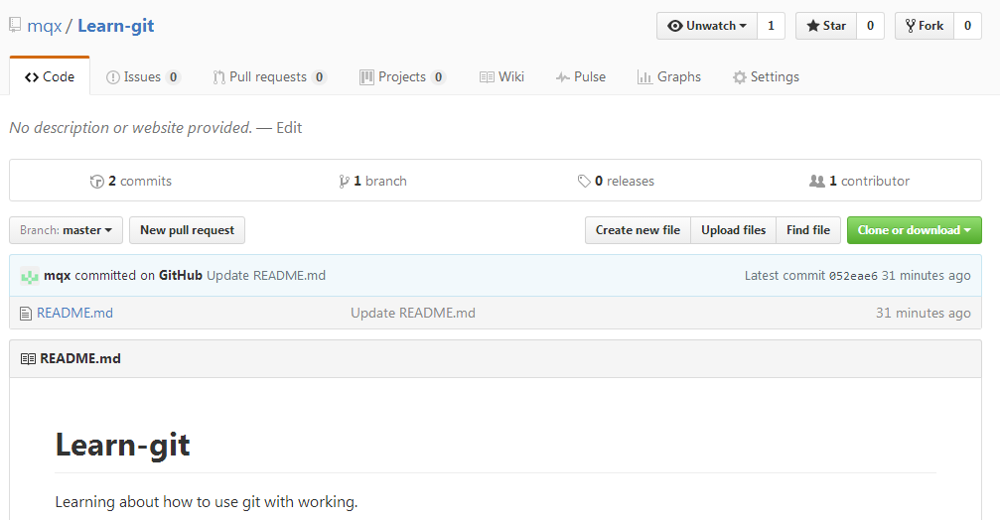 mqx / Learn-git Unwatch 1 Star 0 Fork 0
Code Issues 0 Pull requests 0 Projects 0 Wiki Pulse Graphs Settings
No description or website provided. — Edit
2 commits 1 branch 0 releases 1 contributor
Branch: master New pull request Create new file Upload files Find file Clone or download
mqx committed on GitHub Update README.md Latest commit 052eae6 31 minutes ago
README.md Update README.md 31 minutes ago
README.md
Learn-git
Learning about how to use git with working.